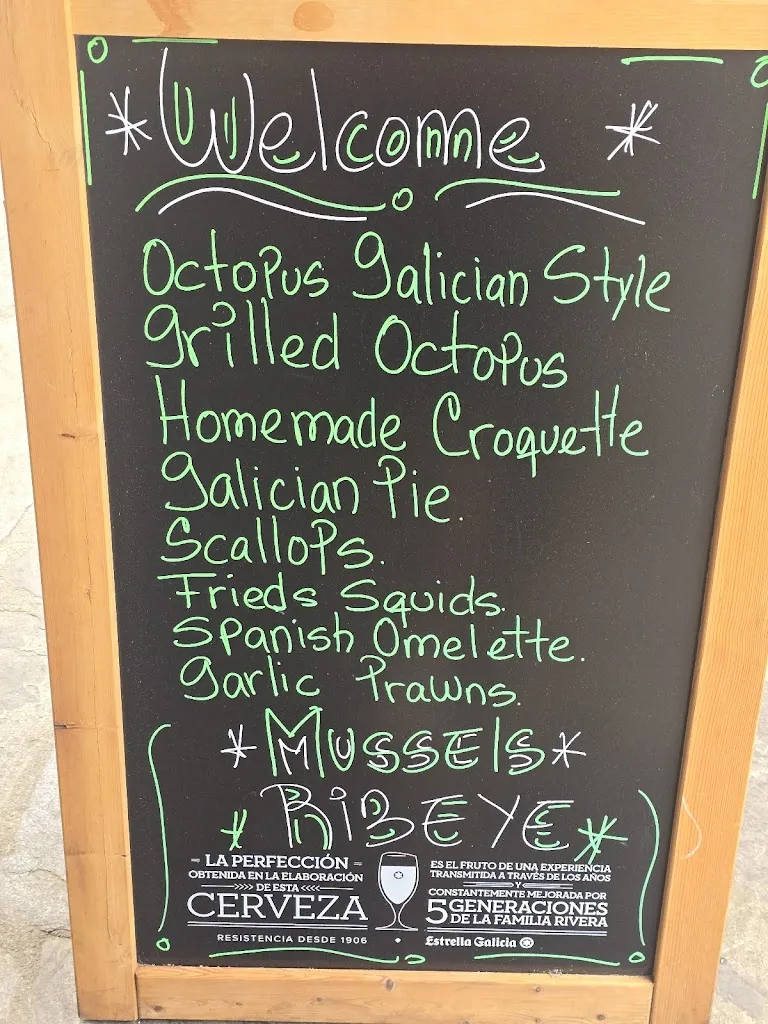 *Welcome*
Octopus Galician Style
Grilled Octopus
Homemade Croquette
Galician Pie.
Scallops.
Frieds Squids.
Spanish Omelette.
Garlic Prawns.
*MUSSELS*
*RIBEYE*
LA PERFECCIÓN
OBTENIDA EN LA ELABORACIÓN
>>>> DE ESTA <<<<
CERVEZA
RESISTENCIA DESDE 1906
ES EL FRUTO DE UNA EXPERIENCIA
TRANSMITIDA A TRAVÉS DE LOS AÑOS
Y
CONSTANTEMENTE MEJORADA POR
5 GENERACIONES
DE LA FAMILIA RIVERA
Estrella Galicia